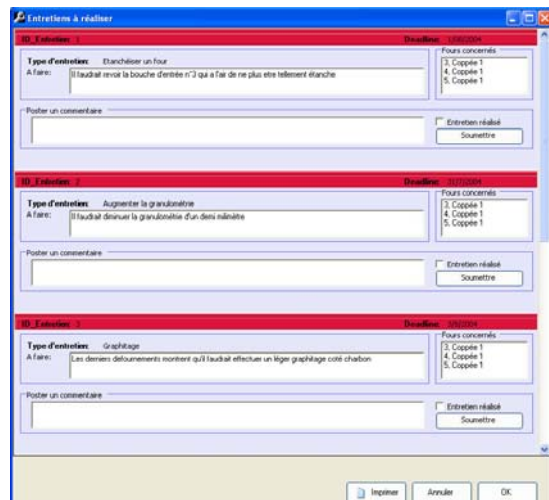 Entretiens à réaliser
ID_Entretien: 1 Deadline:
Type d'entretien: Etanchéiser un four
A faire: Il faudrait revoir la bouche d'entrée n°3 qui a l'air de ne plus etre tellement étanche
Fours concernés
3, Coppée 1
4, Coppée 1
5, Coppée 1
Poster un commentaire
Entretien réalisé
Soumettre
ID_Entretien: 2 Deadline:
Type d'entretien: Augmenter la granulométrie
A faire: Il faudrait diminuer la granulométrie d'un demi milimètre
Fours concernés
3, Coppée 1
4, Coppée 1
5, Coppée 1
Poster un commentaire
Entretien réalisé
Soumettre
ID_Entretien: 3 Deadline:
Type d'entretien: Graphitage
A faire: Les derniers defournements montrent qu'il faudrait effectuer un léger graphitage coté charbon
Fours concernés
3, Coppée 1
4, Coppée 1
5, Coppée 1
Poster un commentaire
Entretien réalisé
Soumettre
Imprimer Annuler OK